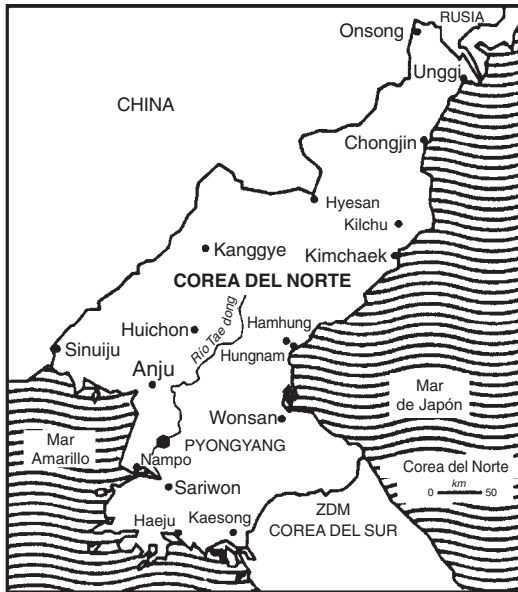 RUSIA
Onsong
Unggi
CHINA
Chongjin
Hyesan
Kilchu
Kanggye
Kimchaek
COREA DEL NORTE
Río Tae dong
Huichon
Hamhung
Sinuiju
Hungnam
Anju
Mar
de Japón
Wonsan
Mar
Amarillo
PYONGYANG
Nampo
Corea del Norte
km
0 50
Sariwon
ZDM
Haeju
Kaesong
COREA DEL SUR